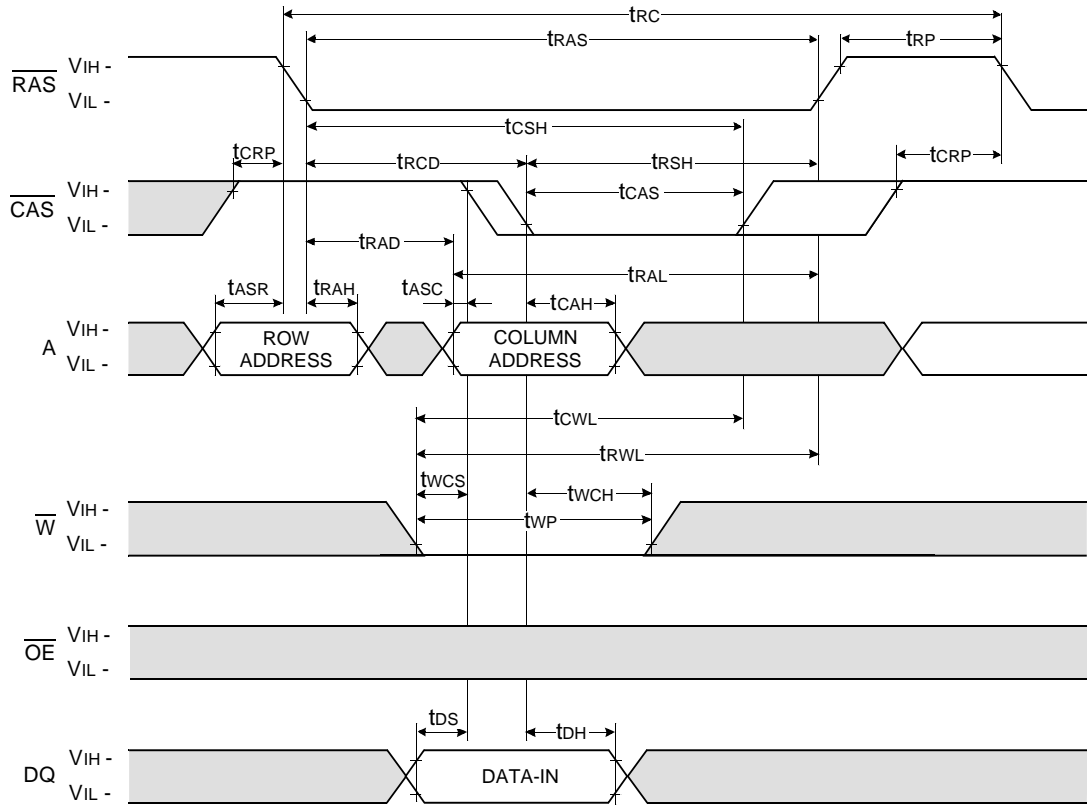 tRC
tRAS tRP
RAS VIH -
VIL -
tCSH
tCRP tRCD tRSH tCRP
CAS VIH -
VIL -
tCAS
tRAD
tRAL
tASR tRAH tASC tCAH
A VIH -
VIL -
ROW
ADDRESS
COLUMN
ADDRESS
tCWL
tRWL
tWCS tWCH
W VIH -
VIL -
tWP
OE VIH -
VIL -
tDS tDH
DQ VIH -
VIL -
DATA-IN